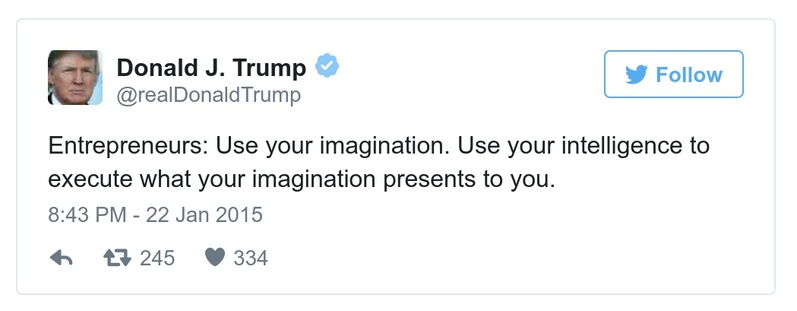 Donald J. Trump
@realDonaldTrump
Follow
Entrepreneurs: Use your imagination. Use your intelligence to
execute what your imagination presents to you.
8:43 PM - 22 Jan 2015
245 334